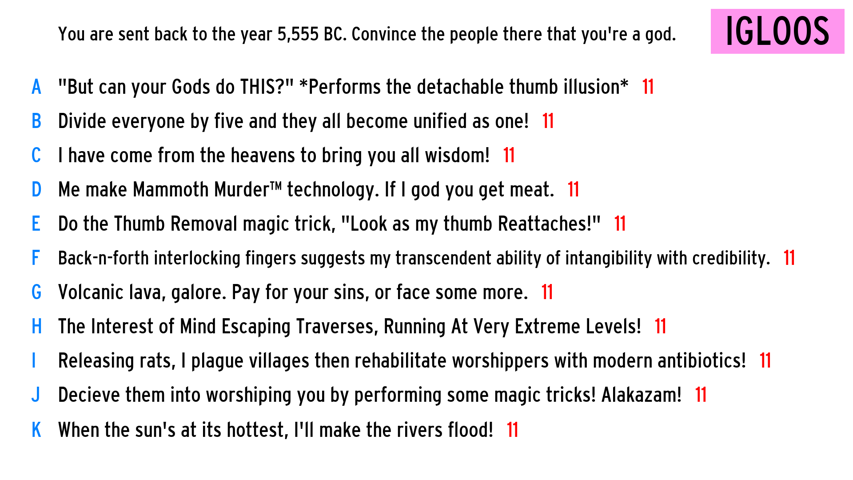 You are sent back to the year 5,555 BC. Convince the people there that you're a god.
IGLOOS
A "But can your Gods do THIS?" *Performs the detachable thumb illusion* 11
B Divide everyone by five and they all become unified as one! 11
C I have come from the heavens to bring you all wisdom! 11
D Me make Mammoth Murder™ technology. If I god you get meat. 11
E Do the Thumb Removal magic trick, "Look as my thumb Reattaches!" 11
F Back-n-forth interlocking fingers suggests my transcendent ability of intangibility with credibility. 11
G Volcanic lava, galore. Pay for your sins, or face some more. 11
H The Interest of Mind Escaping Traverses, Running At Very Extreme Levels! 11
I Releasing rats, I plague villages then rehabilitate worshippers with modern antibiotics! 11
J Decieve them into worshiping you by performing some magic tricks! Alakazam! 11
K When the sun's at its hottest, I'll make the rivers flood! 11